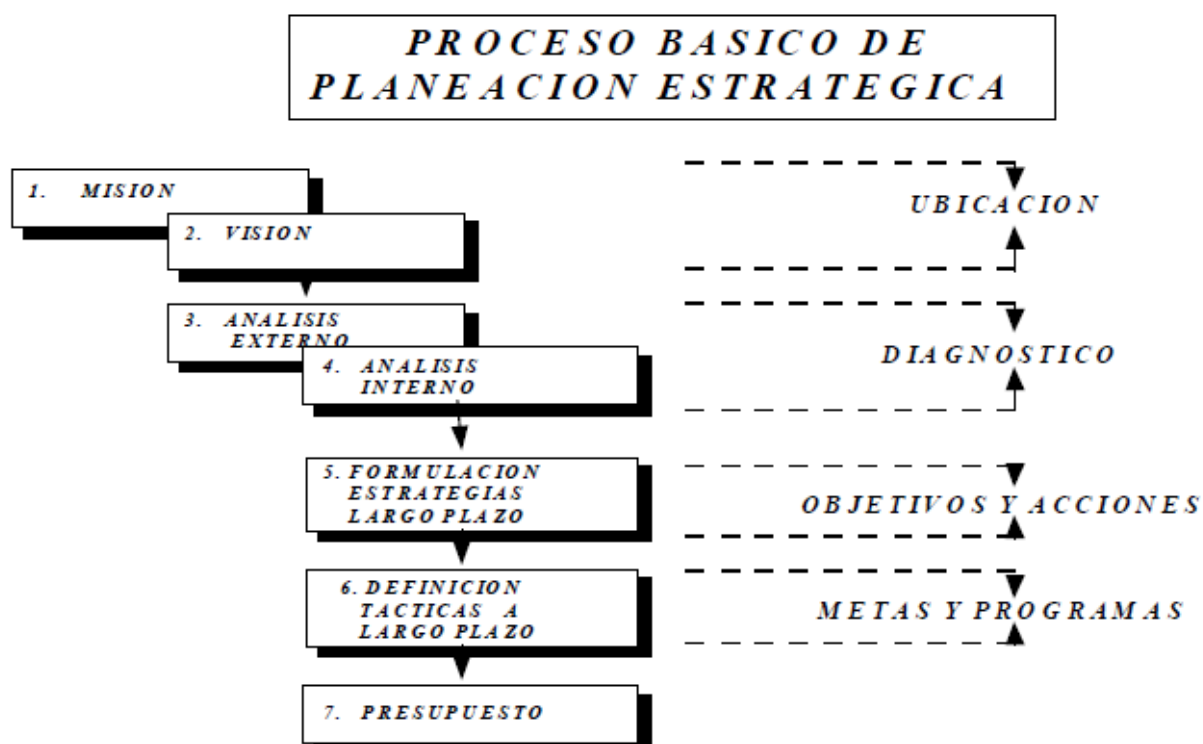 PROCESO BASICO DE
PLANEACION ESTRATEGICA
1. MISION
2. VISION
UBICACION
3. ANALISIS
EXTERNO
4. ANALISIS
INTERNO
DIAGNOSTICO
5. FORMULACION
ESTRATEGIAS
LARGO PLAZO
OBJETIVOS Y ACCIONES
6. DEFINICION
TACTICAS A
LARGO PLAZO
METAS Y PROGRAMAS
7. PRESUPUESTO